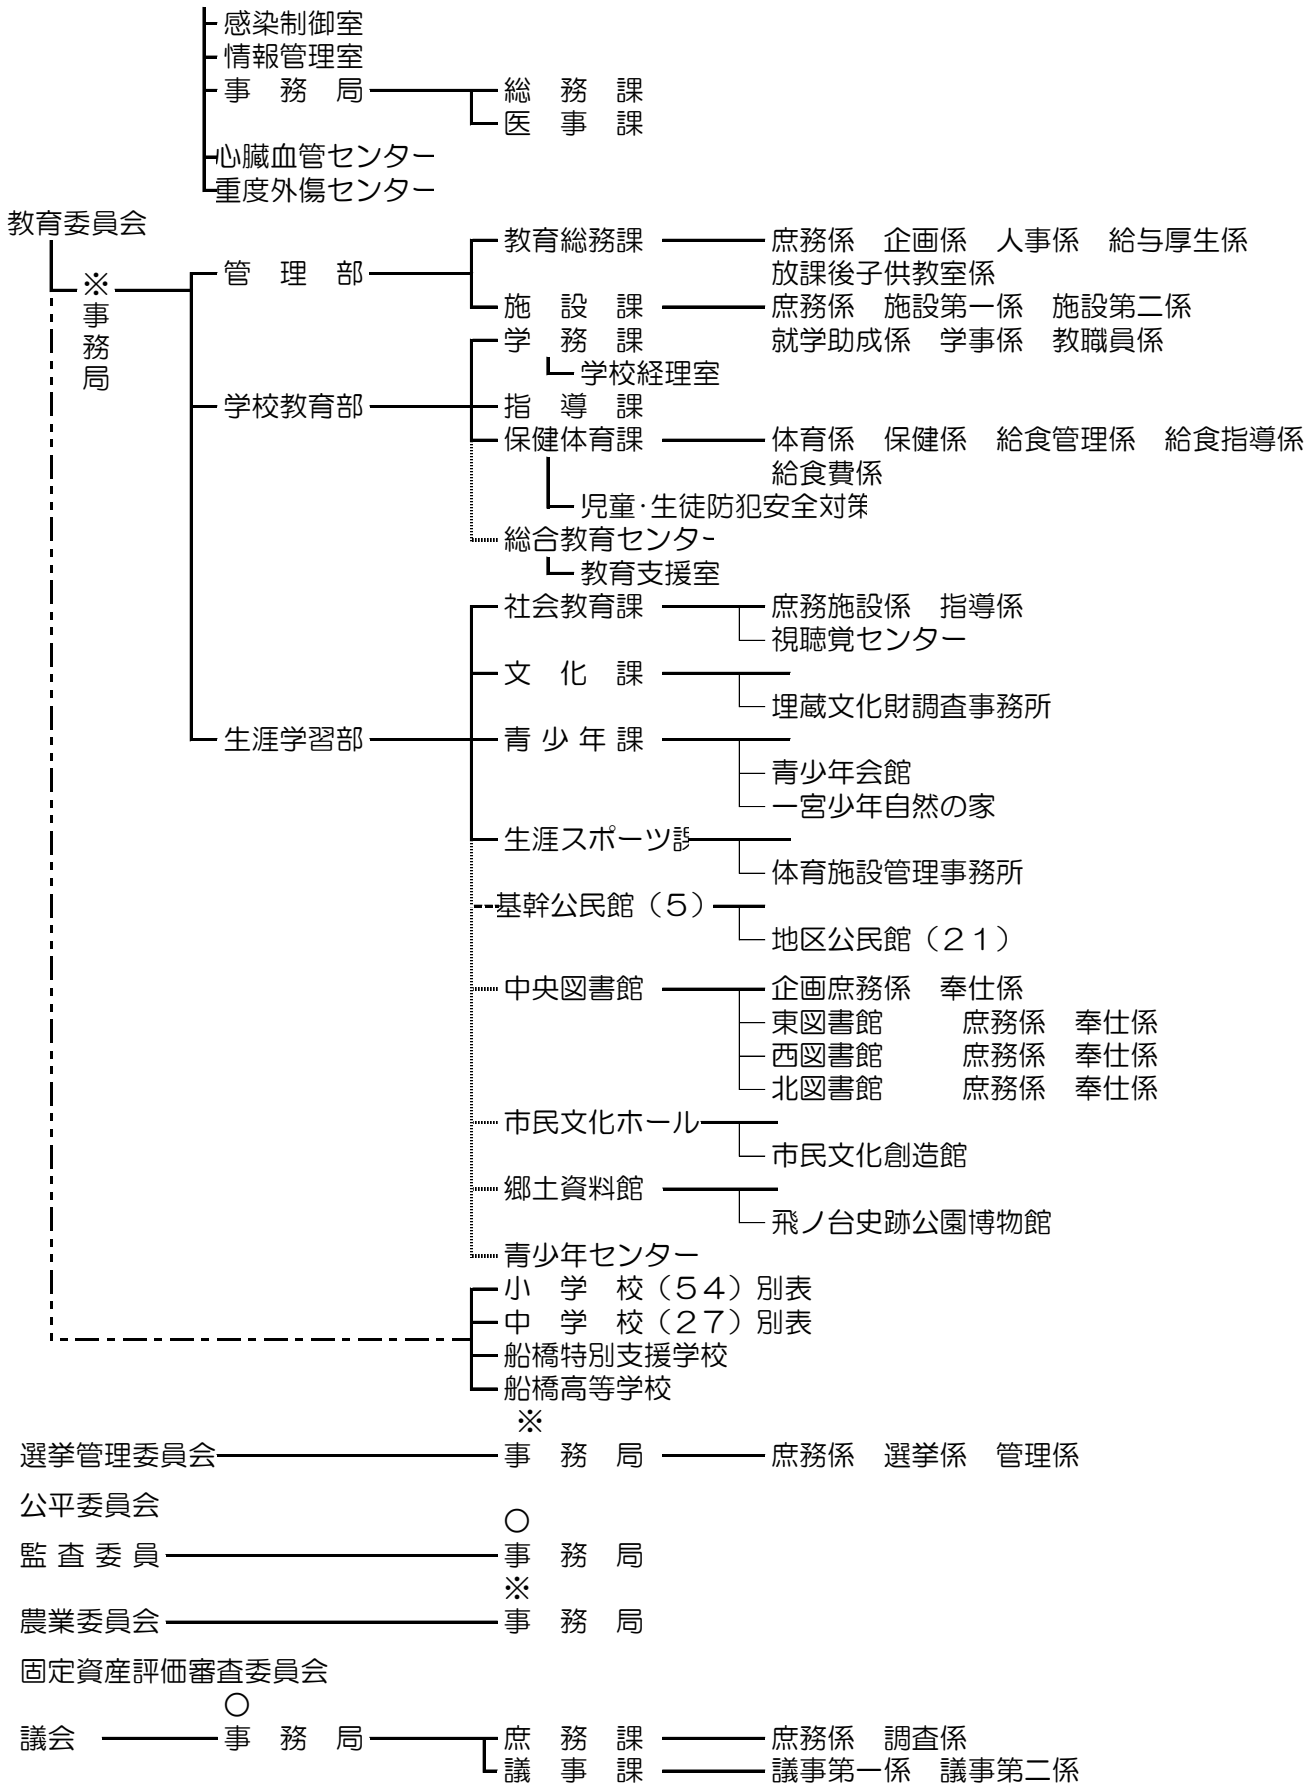 感染制御室
情報管理室
事　務　局　総　務　課
医　事　課
心臓血管センター
重度外傷センター
教育委員会
教育総務課　庶務係　企画係　人事係　給与厚生係
※事務局　管　理　部　放課後子供教室係
施　設　課　庶務係　施設第一係　施設第二係
学　務　課　就学助成係　学事係　教職員係
学校経理室
学校教育部　指　導　課
保健体育課　体育係　保健係　給食管理係　給食指導係
給食費係
児童・生徒防犯安全対策
総合教育センター
教育支援室
社会教育課　庶務施設係　指導係
視聴覚センター
文　化　課
埋蔵文化財調査事務所
生涯学習部　青 少 年 課
青少年会館
一宮少年自然の家
生涯スポーツ課
体育施設管理事務所
基幹公民館（５）
地区公民館（２１）
中央図書館　企画庶務係　奉仕係
東図書館　庶務係　奉仕係
西図書館　庶務係　奉仕係
北図書館　庶務係　奉仕係
市民文化ホール
市民文化創造館
郷土資料館
飛ノ台史跡公園博物館
青少年センター
小　学　校（５４）別表
中　学　校（２７）別表
船橋特別支援学校
船橋高等学校
※
選挙管理委員会　事　務　局　庶務係　選挙係　管理係
公平委員会
○
監 査 委 員　事　務　局
※
農業委員会　事　務　局
固定資産評価審査委員会
○
議会　事　務　局　庶　務　課　庶務係　調査係
議　事　課　議事第一係　議事第二係